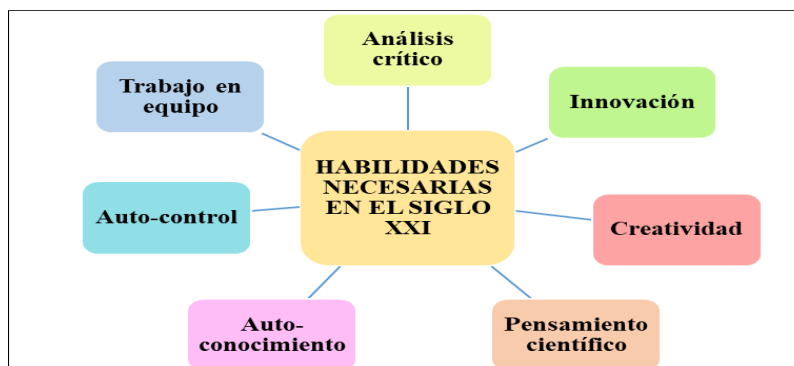 Análisis
crítico
Trabajo en
equipo
Innovación
HABILIDADES
NECESARIAS
EN EL SIGLO
XXI
Auto-control
Creatividad
Auto-
conocimiento
Pensamiento
científico